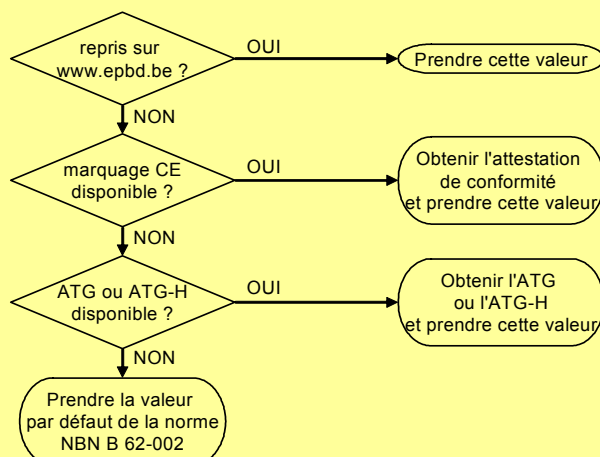 repris sur
www.epbd.be ?
OUI
Prendre cette valeur
NON
marquage CE
disponible ?
OUI
Obtenir l'attestation
de conformité
et prendre cette valeur
NON
ATG ou ATG-H
disponible ?
OUI
Obtenir l'ATG
ou l'ATG-H
et prendre cette valeur
NON
Prendre la valeur
par défaut de la norme
NBN B 62-002